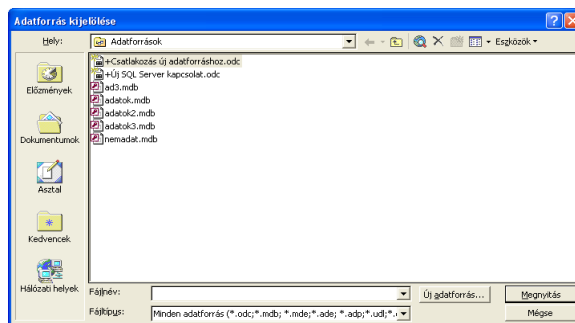 Adatforrás kijelölése
Hely: Adatforrások Eszközök
+Csatlakozás új adatforráshoz.odc
+Új SQL Server kapcsolat.odc
ad3.mdb
adatok.mdb
adatok2.mdb
adatok3.mdb
nemadat.mdb
Előzmények
Dokumentumok
Asztal
Kedvencek
Hálózati helyek
Fájlnév: Új adatforrás... Megnyitás
Fájltípus: Minden adatforrás (*.odc;*.mdb; *.mde;*.ade; *.adp;*.udl;*. Mégse